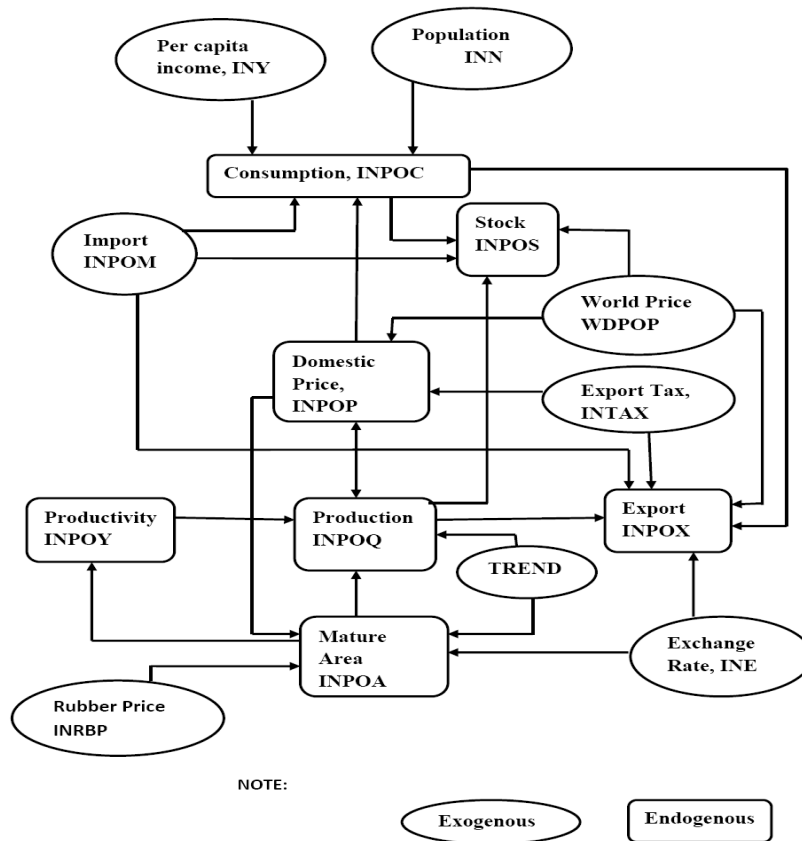 Per capita
income, INY
Population
INN
Consumption, INPOC
Stock
INPOS
Import
INPOM
World Price
WDPOP
Domestic
Price,
INPOP
Export Tax,
INTAX
Productivity
INPOY
Production
INPOQ
Export
INPOX
TREND
Mature
Area
INPOA
Exchange
Rate, INE
Rubber Price
INRBP
NOTE:
Exogenous
Endogenous